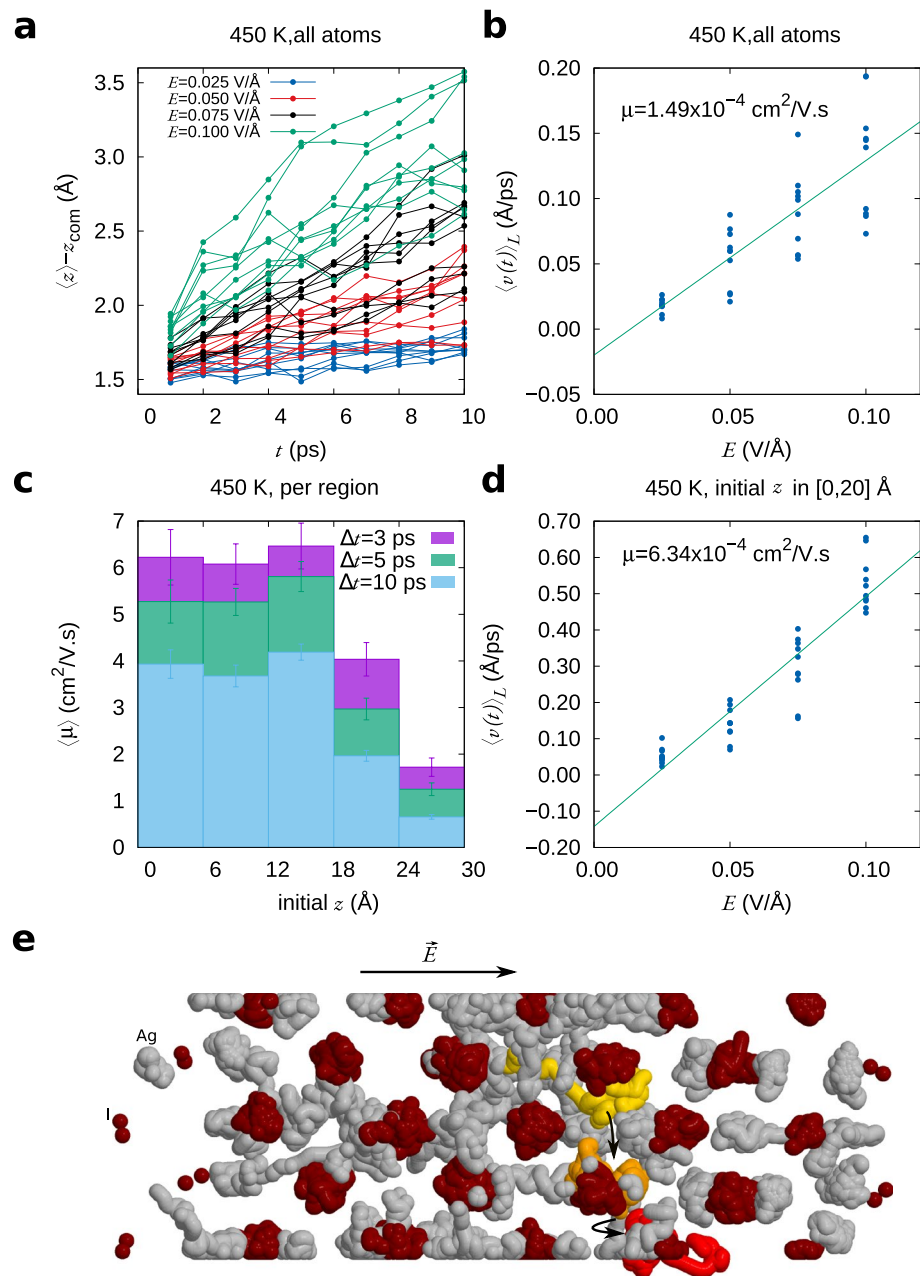 a
450 K,all atoms
E=0.025 V/Å
E=0.050 V/Å
E=0.075 V/Å
E=0.100 V/Å
3.5
3.0
2.5
2.0
1.5
⟨z⟩−z_com (Å)
0 2 4 6 8 10
t (ps)
b
450 K,all atoms
μ=1.49x10⁻⁴ cm²/V.s
0.20
0.15
0.10
0.05
0.00
−0.05
⟨v(t)⟩_L (Å/ps)
0.00 0.05 0.10
E (V/Å)
c
450 K, per region
Δt=3 ps
Δt=5 ps
Δt=10 ps
7
6
5
4
3
2
1
0
⟨μ⟩ (cm²/V.s)
0 6 12 18 24 30
initial z (Å)
d
450 K, initial z in [0,20] Å
μ=6.34x10⁻⁴ cm²/V.s
0.70
0.60
0.50
0.40
0.30
0.20
0.10
0.00
−0.10
−0.20
⟨v(t)⟩_L (Å/ps)
0.00 0.05 0.10
E (V/Å)
e
E⃗
Ag
I